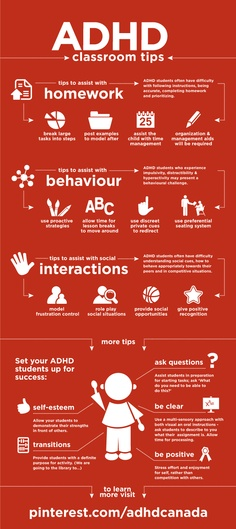 ADHD
classroom tips
tips to assist with
homework
ADHD students often have difficulty
with following instructions, being
accurate, completing homework
and prioritizing.
break large
tasks into steps
post examples
to model after
25
assist the
child with time
management
organization &
management aids
will be required
tips to assist with
behaviour
ADHD students who experience
impulsivity, distractibility &
hyperactivity may present a
behavioural challenge.
use proactive
strategies
ABC
allow time for
lesson breaks
to move around
use discreet
private cues
to redirect
use preferential
seating system
tips to assist with social
interactions
ADHD students often have difficulty
understanding social cues, how to
behave appropriately towards their
peers and in competitive situations.
model
frustration control
role play
social situations
provide social
opportunities
give positive
recognition
more tips
Set your ADHD
students up for
success:
self-esteem
Allow your students to
demonstrate their strengths
in front of others.
transitions
Provide students with a definite
purpose for activity. (We are
going to the library to...)
ask questions
?
Assist students in preparation
for starting tasks; ask 'What
do you need to be able to
do this?'
be clear
Use a multi-sensory approach with
both visual an oral instructions -
ask students to describe to you
what their assignment is. Allow
time for processing.
be positive
Stress effort and enjoyment
for self, rather than
competition with others.
to learn
more visit
pinterest.com/adhdcanada